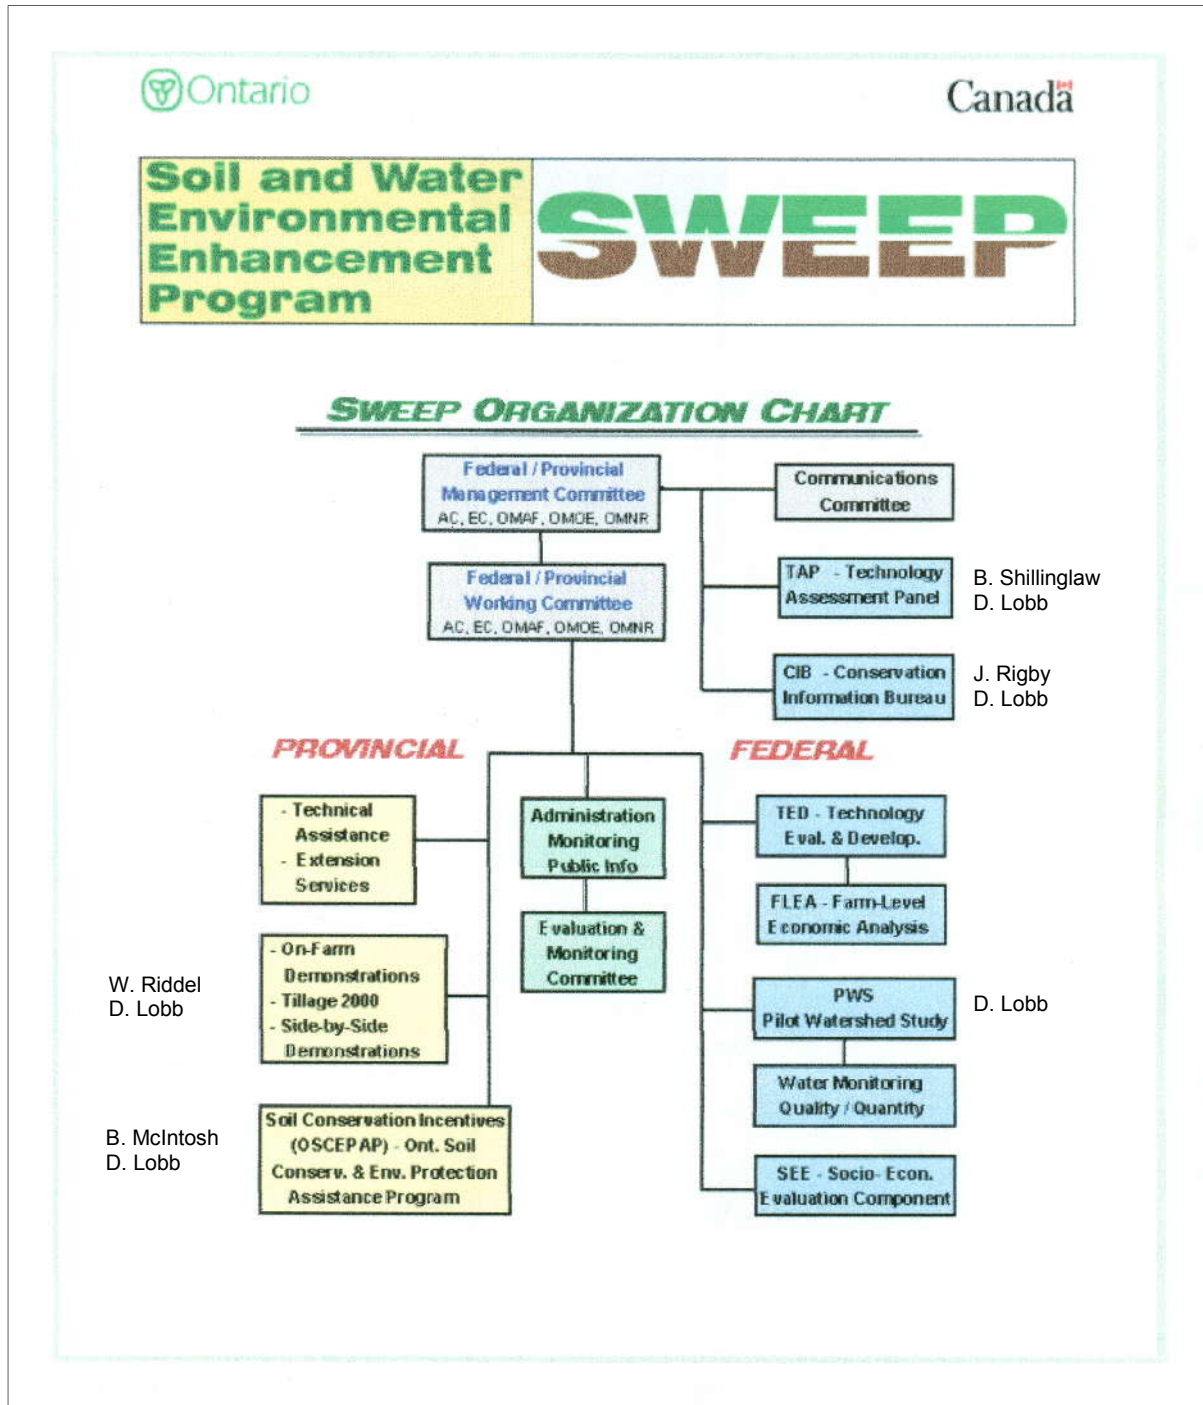 Ontario
Canada
Soil and Water
Environmental
Enhancement
Program
SWEEP
SWEEP ORGANIZATION CHART
Federal / Provincial
Management Committee
AC, EC, OMAF, OMOE, OMNR
Communications
Committee
Federal / Provincial
Working Committee
AC, EC, OMAF, OMOE, OMNR
TAP - Technology
Assessment Panel
B. Shillinglaw
D. Lobb
CIB - Conservation
Information Bureau
J. Rigby
D. Lobb
PROVINCIAL
FEDERAL
- Technical
Assistance
- Extension
Services
Administration
Monitoring
Public Info
TED - Technology
Eval. & Develop.
FLEA - Farm-Level
Economic Analysis
Evaluation &
Monitoring
Committee
W. Riddel
D. Lobb
- On-Farm
Demonstrations
- Tillage 2000
- Side-by-Side
Demonstrations
PWS
Pilot Watershed Study
D. Lobb
Water Monitoring
Quality / Quantity
B. McIntosh
D. Lobb
Soil Conservation Incentives
(OSCEPAP) - Ont. Soil
Conserv. & Env. Protection
Assistance Program
SEE - Socio- Econ.
Evaluation Component